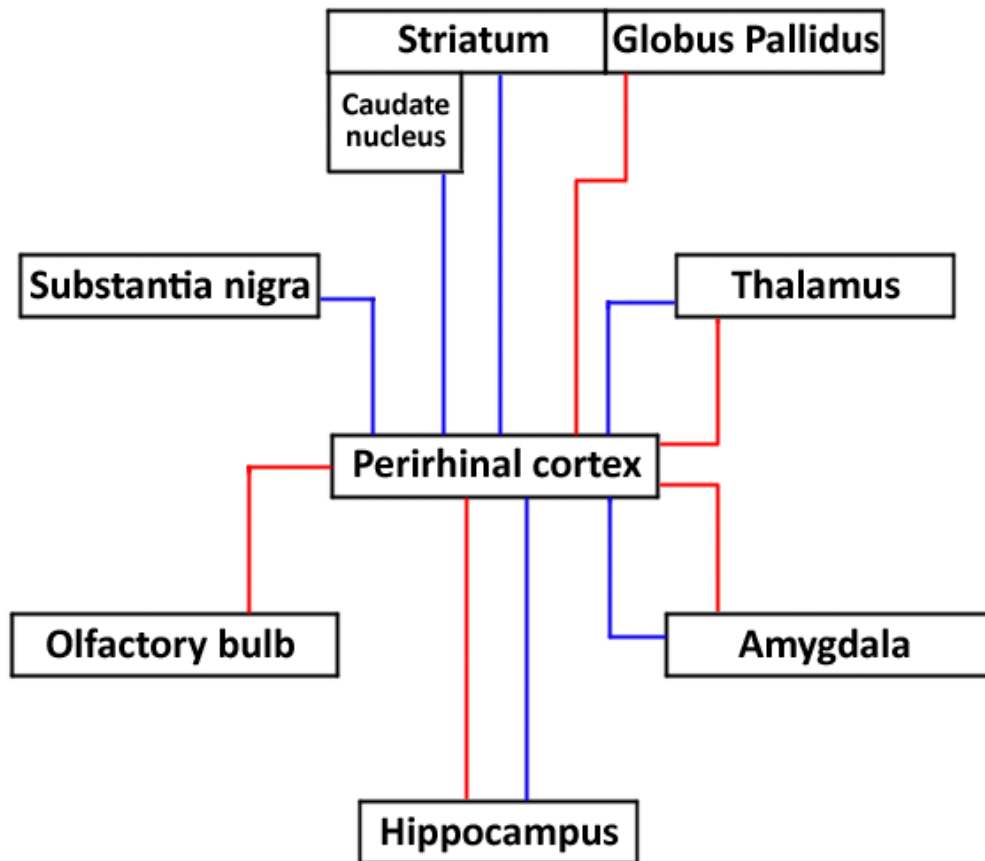 Striatum
Globus Pallidus
Caudate
nucleus
Substantia nigra
Thalamus
Perirhinal cortex
Olfactory bulb
Amygdala
Hippocampus